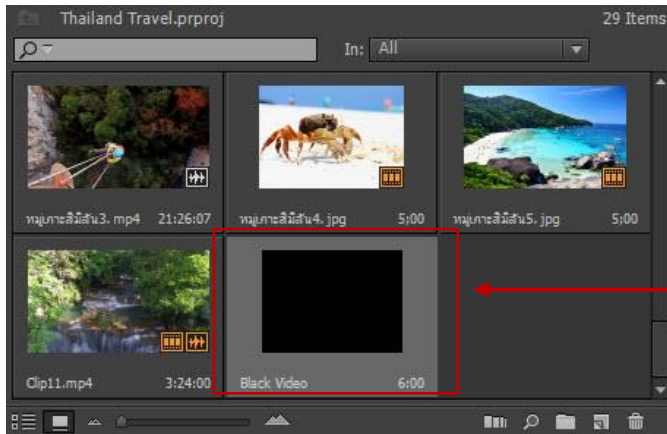 Thailand Travel.prproj 29 Items
In: All
หมู่เกาะสิมิลัน3. mp4 21:26:07 หมู่เกาะสิมิลัน4. jpg 5;00 หมู่เกาะสิมิลัน5. jpg 5;00
Clip11.mp4 3:24:00 Black Video 6:00